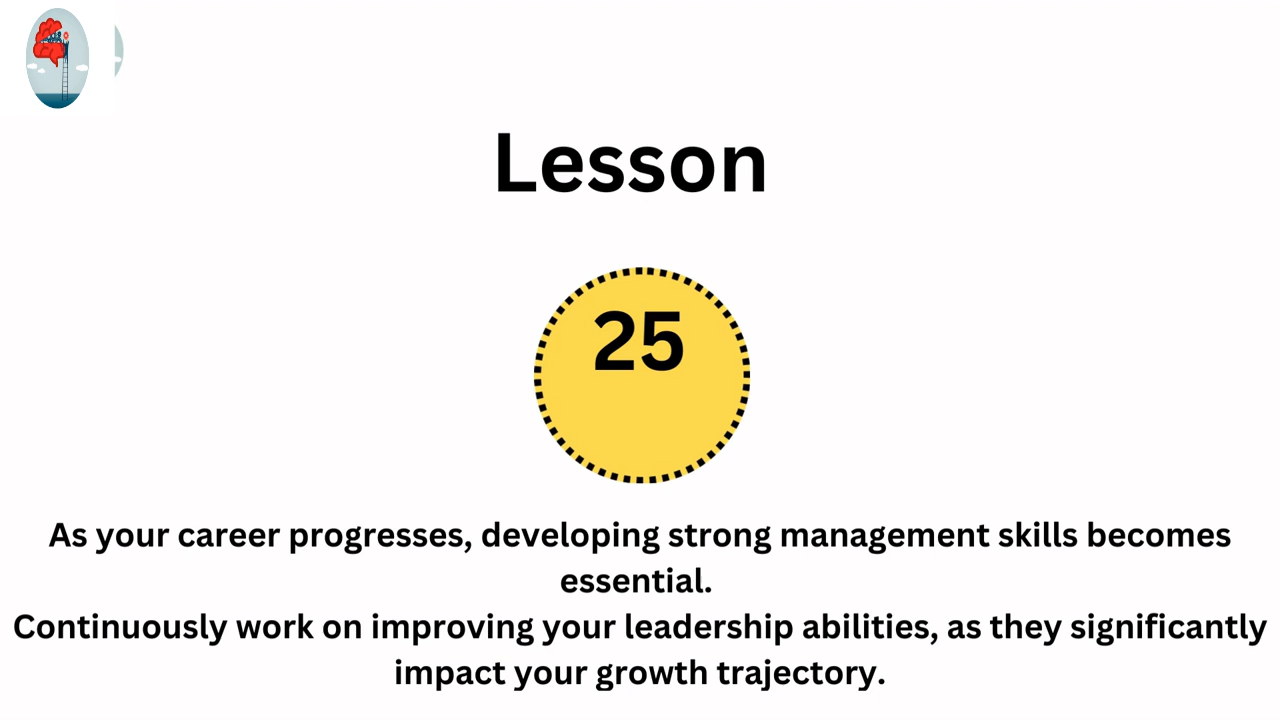 Lesson
25
As your career progresses, developing strong management skills becomes
essential.
Continuously work on improving your leadership abilities, as they significantly
impact your growth trajectory.